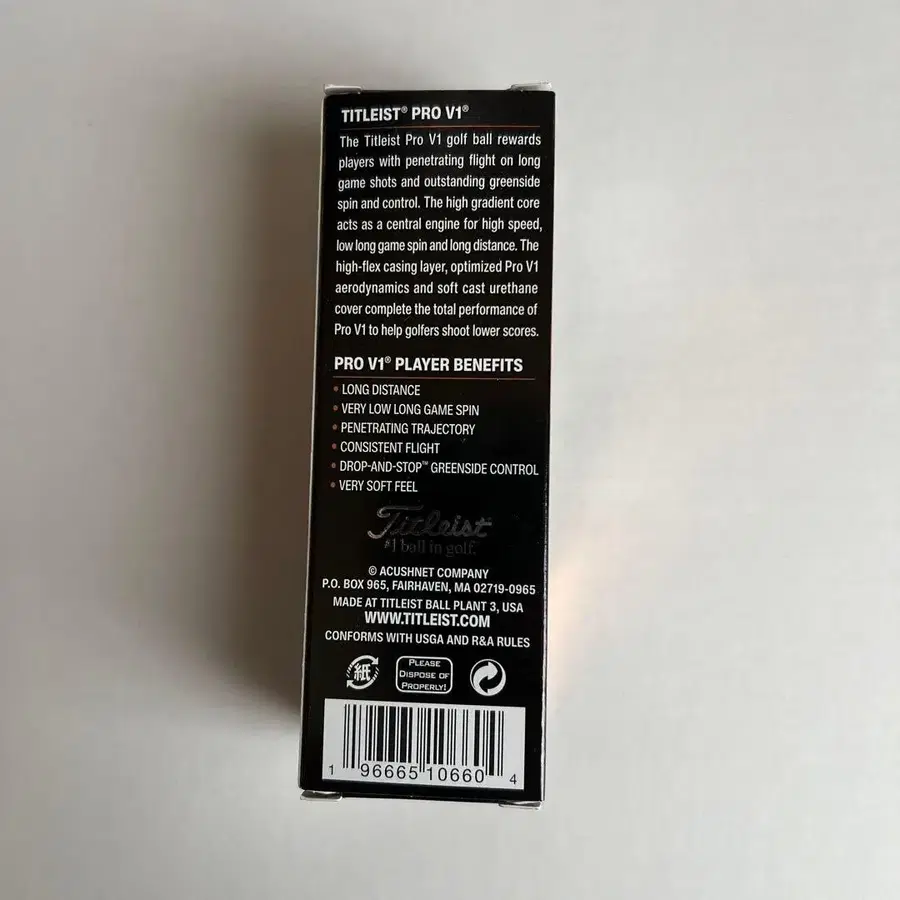 TITLEIST® PRO V1®
The Titleist Pro V1 golf ball rewards
players with penetrating flight on long
game shots and outstanding greenside
spin and control. The high gradient core
acts as a central engine for high speed,
low long game spin and long distance. The
high-flex casing layer, optimized Pro V1
aerodynamics and soft cast urethane
cover complete the total performance of
Pro V1 to help golfers shoot lower scores.
PRO V1® PLAYER BENEFITS
• LONG DISTANCE
• VERY LOW LONG GAME SPIN
• PENETRATING TRAJECTORY
• CONSISTENT FLIGHT
• DROP-AND-STOP™ GREENSIDE CONTROL
• VERY SOFT FEEL
Titleist
#1 ball in golf.
© ACUSHNET COMPANY
P.O. BOX 965, FAIRHAVEN, MA 02719-0965
MADE AT TITLEIST BALL PLANT 3, USA
WWW.TITLEIST.COM
CONFORMS WITH USGA AND R&A RULES
紙
PLEASE
DISPOSE OF
PROPERLY!
1 96665 10660 4